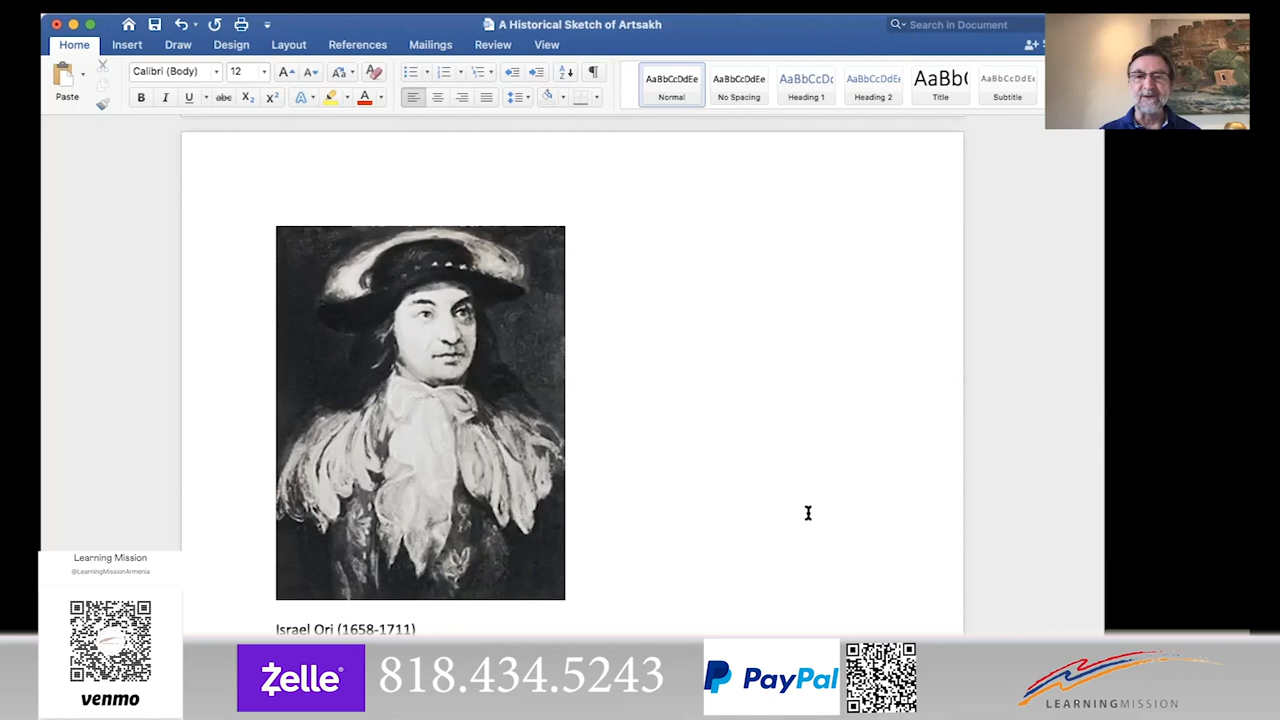 A Historical Sketch of Artsakh
Search in Document
Home Insert Draw Design Layout References Mailings Review View
Paste
Calibri (Body) 12
AaBbCcDdEe AaBbCcDdEe AaBbCcDc AaBbCcDdEe AaBb( AaBbCcDdEe
Normal No Spacing Heading 1 Heading 2 Title Subtitle
Israel Ori (1658-1711)
Learning Mission
@LearningMissionArmenia
venmo
Zelle®
818.434.5243
PayPal
LEARNINGMISSION